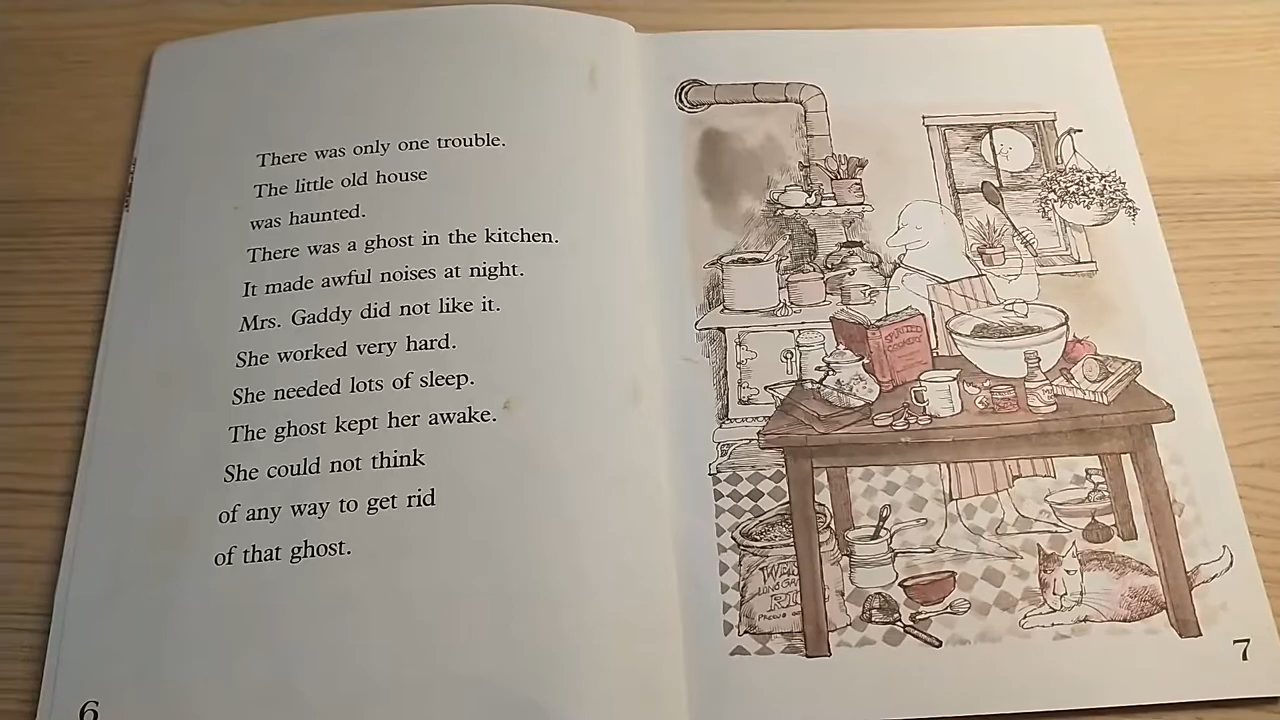 There was only one trouble.
The little old house
was haunted.
There was a ghost in the kitchen.
It made awful noises at night.
Mrs. Gaddy did not like it.
She worked very hard.
She needed lots of sleep.
The ghost kept her awake.
She could not think
of any way to get rid
of that ghost.
6
SPIRITED
COOKERY
LONG GRA
RI
7